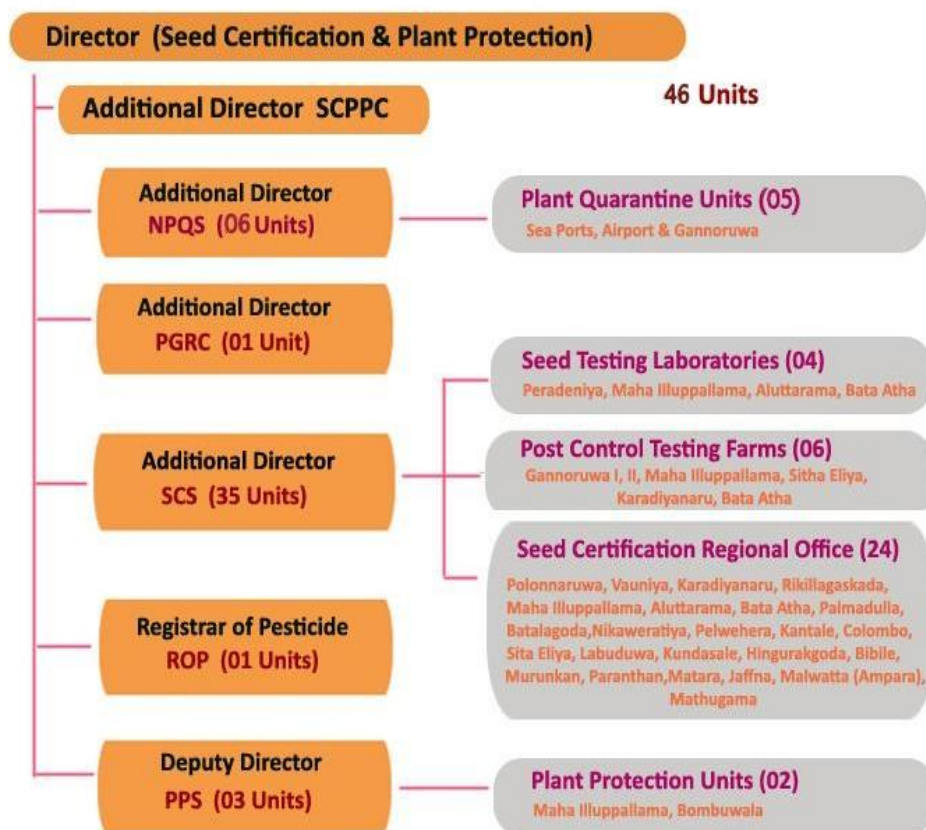 Director (Seed Certification & Plant Protection)
46 Units
Additional Director SCPPC
Additional Director
NPQS (06 Units)
Plant Quarantine Units (05)
Sea Ports, Airport & Gannoruwa
Additional Director
PGRC (01 Unit)
Seed Testing Laboratories (04)
Peradeniya, Maha Illuppallama, Aluttarama, Bata Atha
Additional Director
SCS (35 Units)
Post Control Testing Farms (06)
Gannoruwa I, II, Maha Illuppallama, Sitha Eliya,
Karadiyanaru, Bata Atha
Seed Certification Regional Office (24)
Polonnaruwa, Vauniya, Karadiyanaru, Rikillagaskada,
Maha Illuppallama, Aluttarama, Bata Atha, Palmadulla,
Batalagoda,Nikaweratiya, Pelwehera, Kantale, Colombo,
Sita Eliya, Labuduwa, Kundasale, Hingurakgoda, Bibile,
Murunkan, Paranthan,Matara, Jaffna, Malwatta (Ampara),
Mathugama
Registrar of Pesticide
ROP (01 Units)
Deputy Director
PPS (03 Units)
Plant Protection Units (02)
Maha Illuppallama, Bombuwala